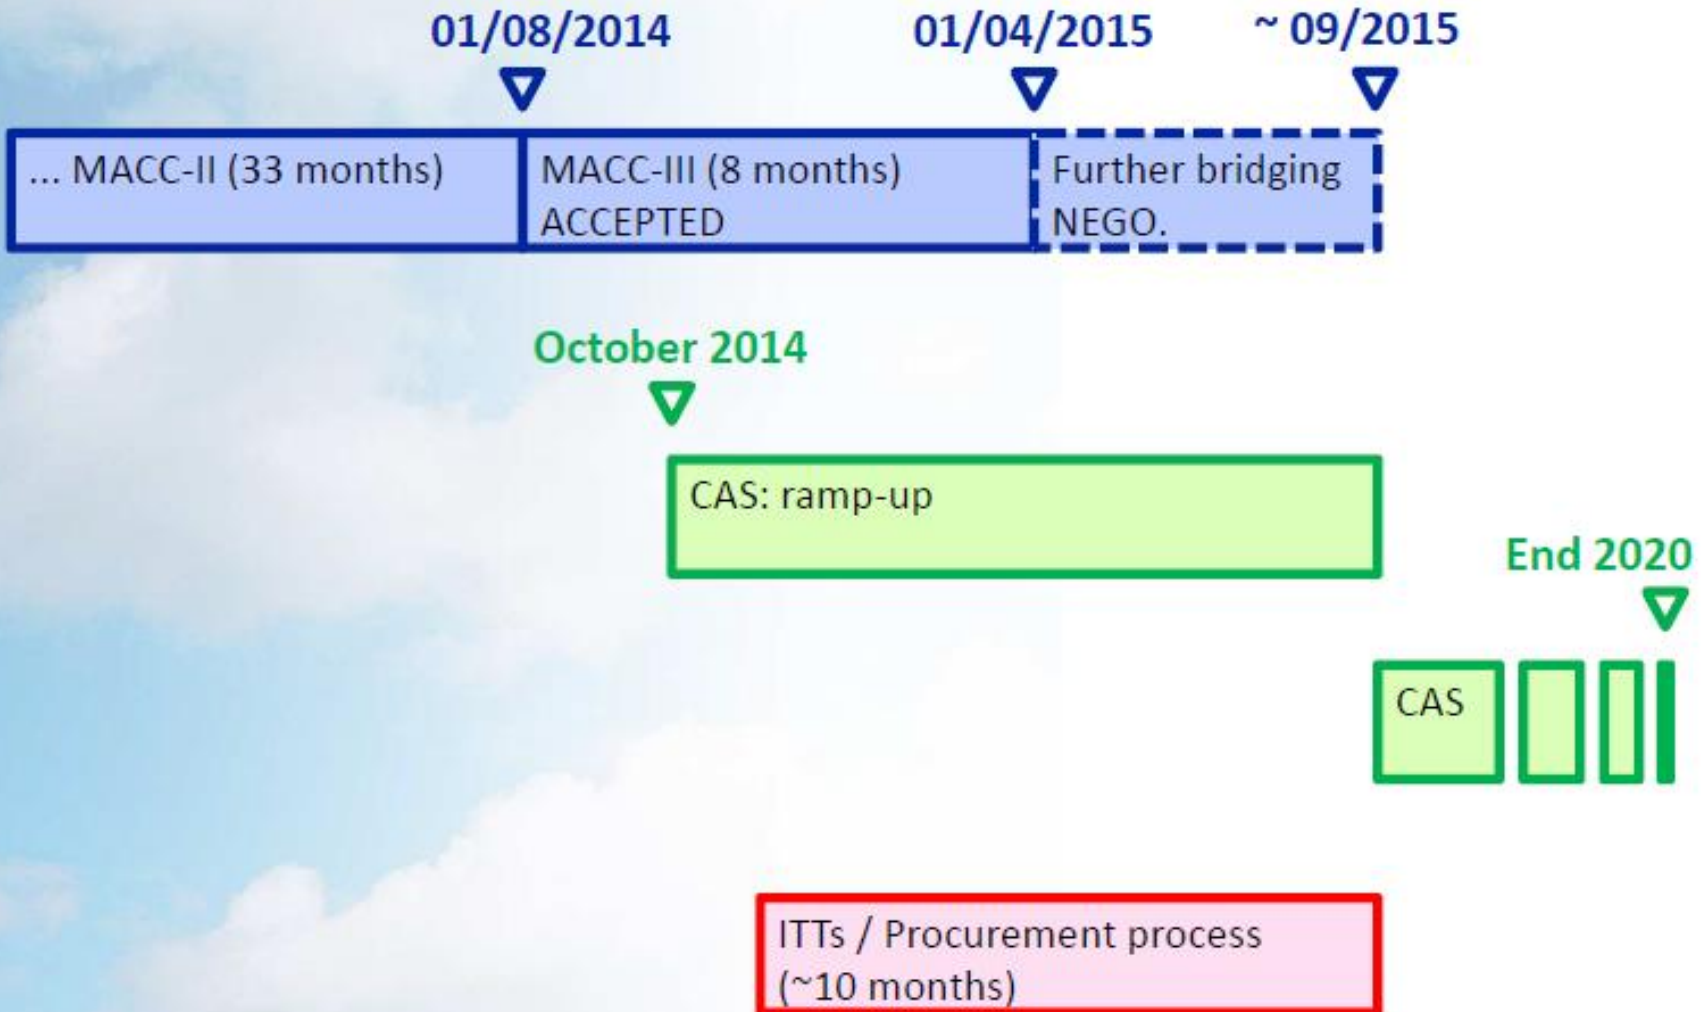 01/08/2014 01/04/2015 ~ 09/2015
... MACC-II (33 months)
MACC-III (8 months)
ACCEPTED
Further bridging
NEGO.
October 2014
CAS: ramp-up
End 2020
CAS
ITTs / Procurement process
(~10 months)